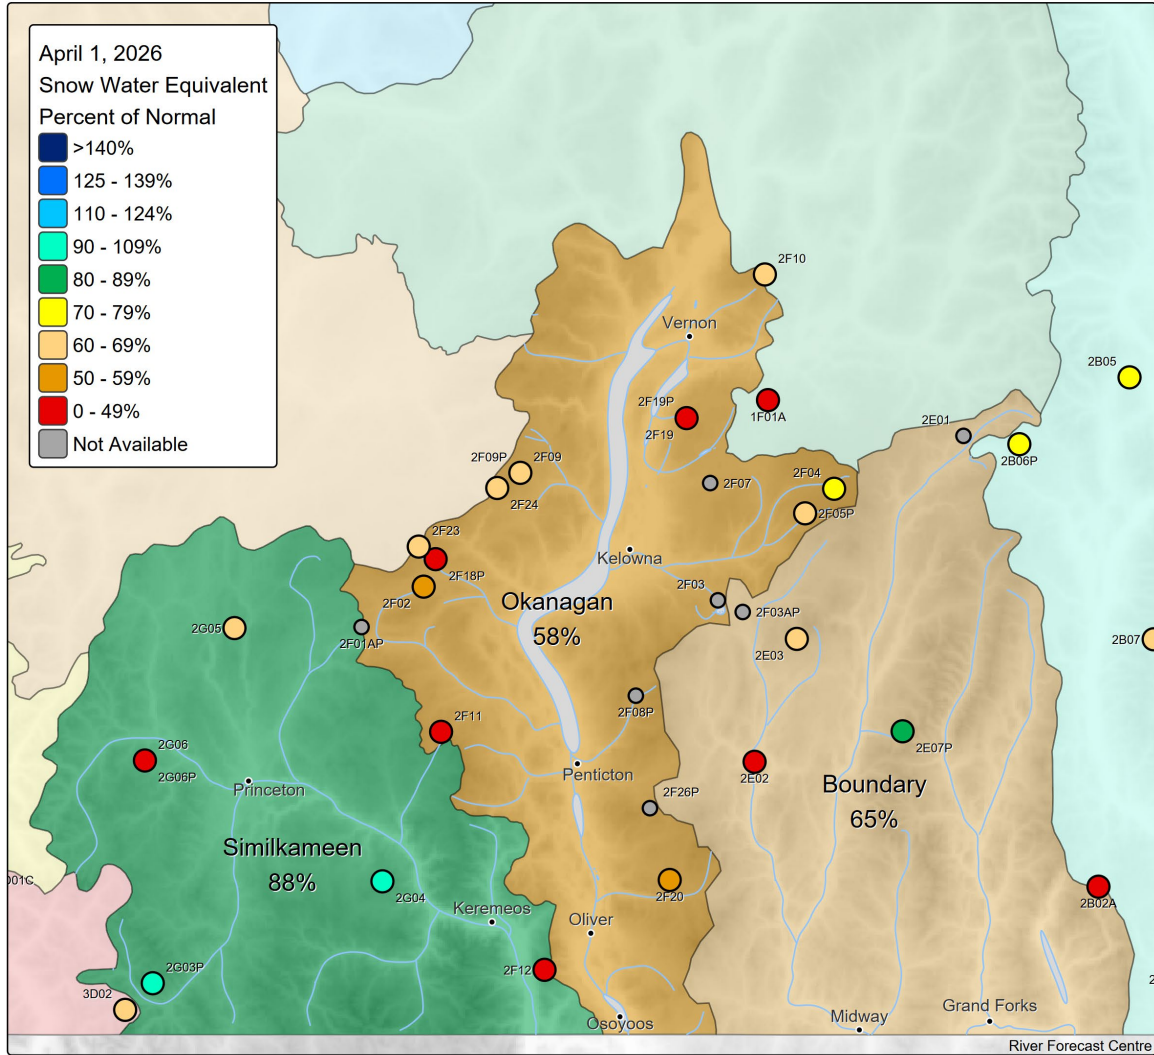 April 1, 2026
Snow Water Equivalent
Percent of Normal
>140%
125 - 139%
110 - 124%
90 - 109%
80 - 89%
70 - 79%
60 - 69%
50 - 59%
0 - 49%
Not Available
2F10
Vernon
2B05
2F19P
2F19
1F01A
2E01
2B06P
2F09P
2F09
2F24
2F07
2F04
2F05P
2F23
2F18P
Kelowna
2F02
2F03
2F03AP
Okanagan
58%
2G05
2F01AP
2E03
2B07
2F08P
2F11
2G06
2G06P
2E07P
2E02
Penticton
Princeton
2F26P
Boundary
65%
Similkameen
88%
001C
2G04
2F20
2B02A
Keremeos
Oliver
2F12
2G03P
3D02
2
Osoyoos
Midway
Grand Forks
River Forecast Centre